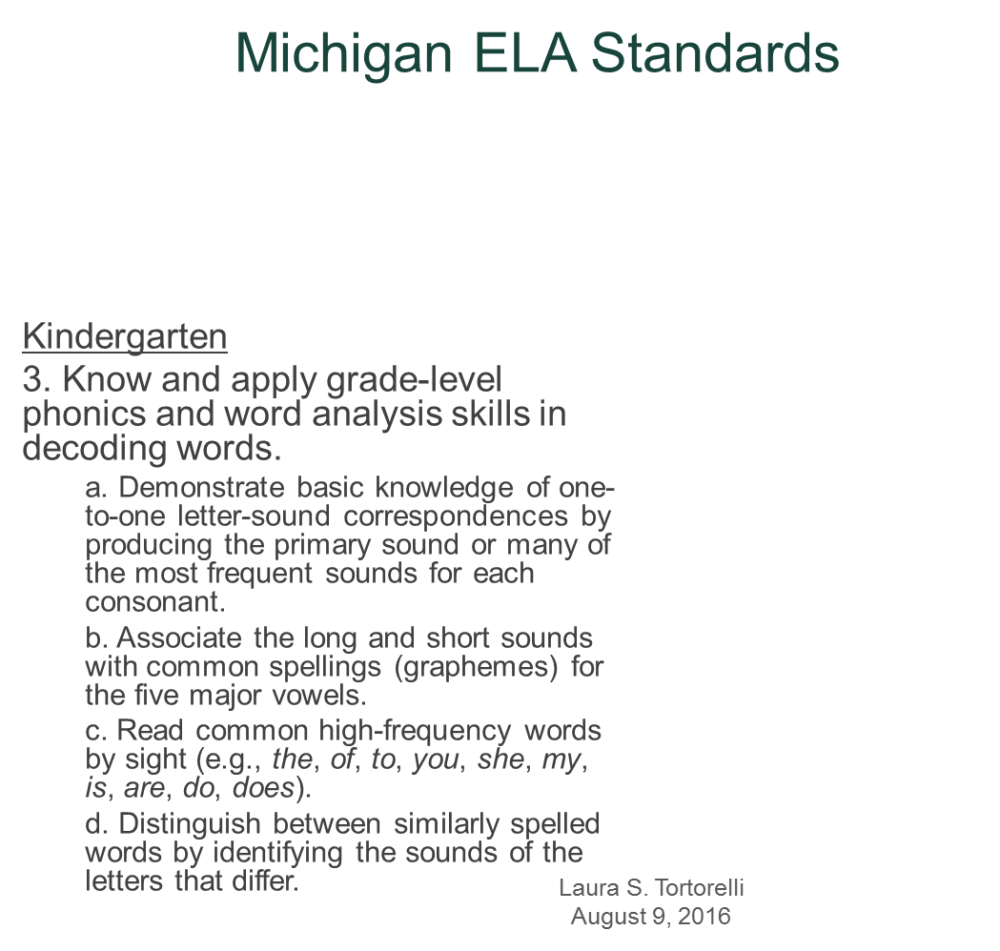 Michigan ELA Standards
Kindergarten
3. Know and apply grade-level
phonics and word analysis skills in
decoding words.
a. Demonstrate basic knowledge of one-
to-one letter-sound correspondences by
producing the primary sound or many of
the most frequent sounds for each
consonant.
b. Associate the long and short sounds
with common spellings (graphemes) for
the five major vowels.
c. Read common high-frequency words
by sight (e.g., the, of, to, you, she, my,
is, are, do, does).
d. Distinguish between similarly spelled
words by identifying the sounds of the
letters that differ.
Laura S. Tortorelli
August 9, 2016